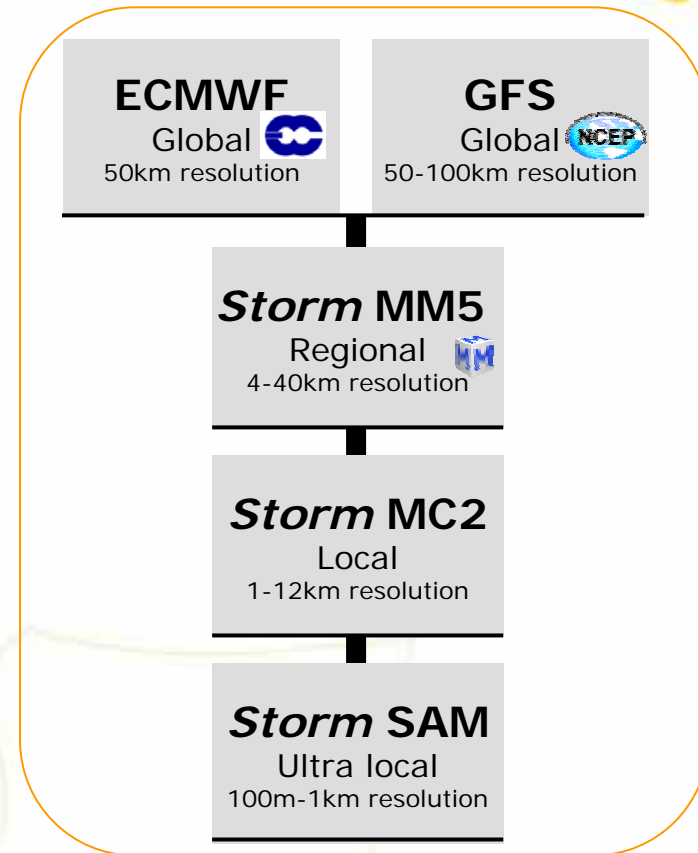 ECMWF
Global
50km resolution
GFS
Global NCEP
50-100km resolution
Storm MM5
Regional
4-40km resolution
Storm MC2
Local
1-12km resolution
Storm SAM
Ultra local
100m-1km resolution